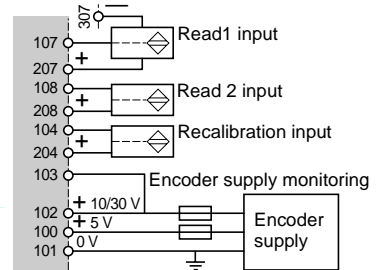 307
107
Read1 input
+
207
108
+
Read 2 input
208
104
+
Recalibration input
204
103
Encoder supply monitoring
102
+ 10/30 V
+ 5 V
100
0 V
101
Encoder
supply